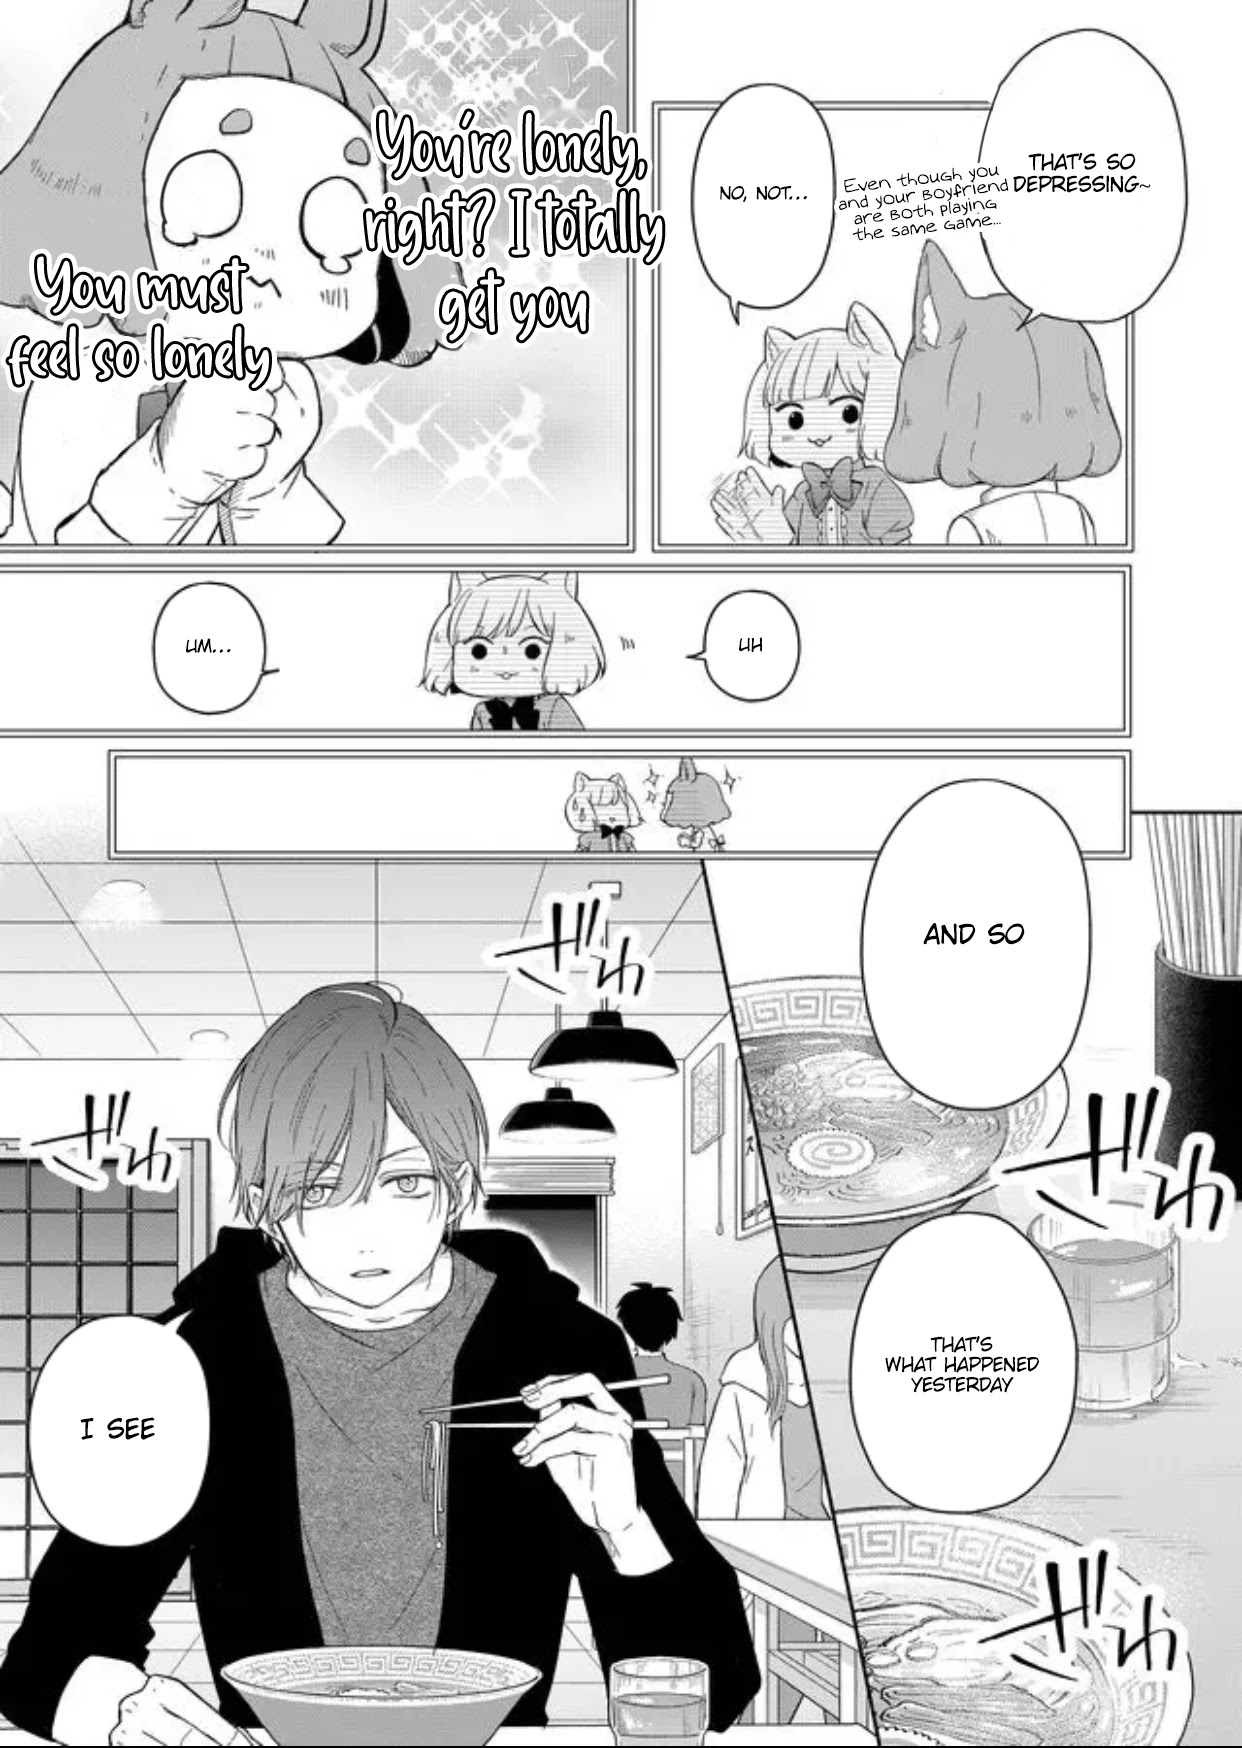 THAT'S SO
DEPRESSING~
Even though you
and your boyfriend
are both playing
the same game...
NO, NOT...
You're lonely,
right? I totally
get you
You must
feel so lonely
UH
UM...
AND SO
ざわ
THAT'S
WHAT HAPPENED
YESTERDAY
ざわ
ざわ
ざわ
I SEE